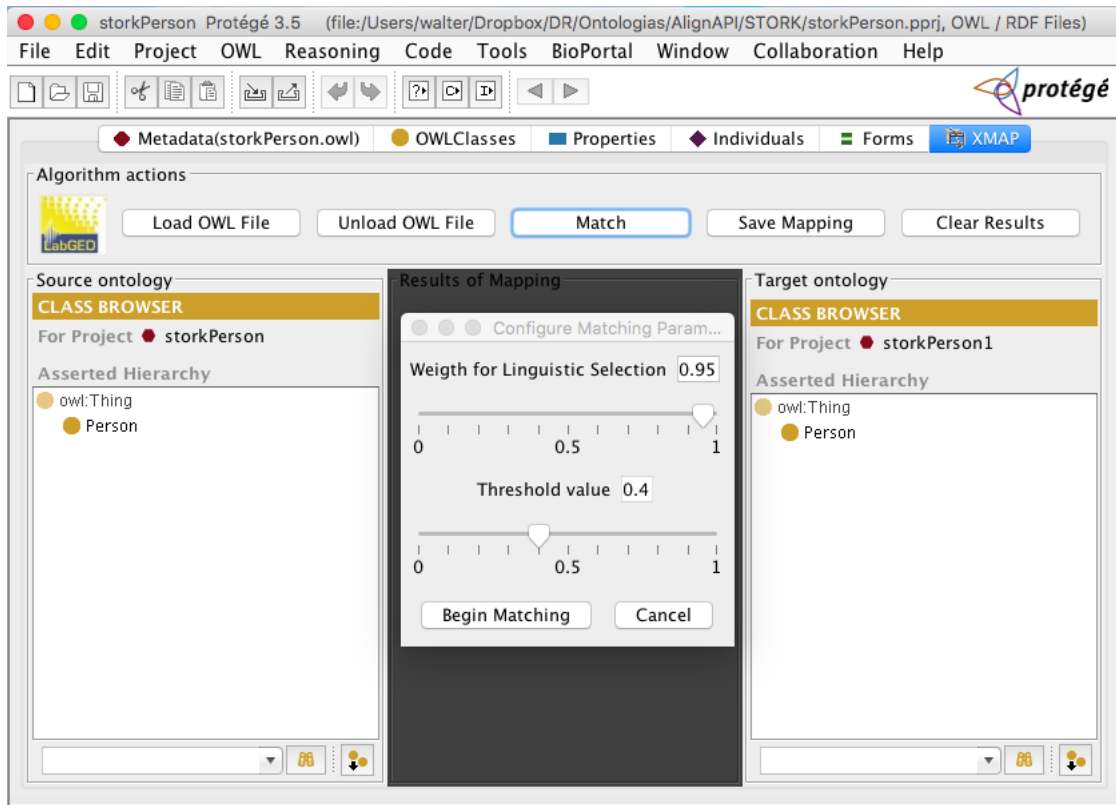 storkPerson Protégé 3.5 (file:/Users/walter/Dropbox/DR/Ontologias/AlignAPI/STORK/storkPerson.pprj, OWL / RDF Files)
File Edit Project OWL Reasoning Code Tools BioPortal Window Collaboration Help
protégé
Metadata(storkPerson.owl) OWLClasses Properties Individuals Forms XMAP
Algorithm actions
LabGED Load OWL File Unload OWL File Match Save Mapping Clear Results
Source ontology
CLASS BROWSER
For Project storkPerson
Asserted Hierarchy
owl:Thing
Person
Results of Mapping
Configure Matching Param...
Weigth for Linguistic Selection 0.95
0 0.5 1
Threshold value 0.4
0 0.5 1
Begin Matching Cancel
Target ontology
CLASS BROWSER
For Project storkPerson1
Asserted Hierarchy
owl:Thing
Person